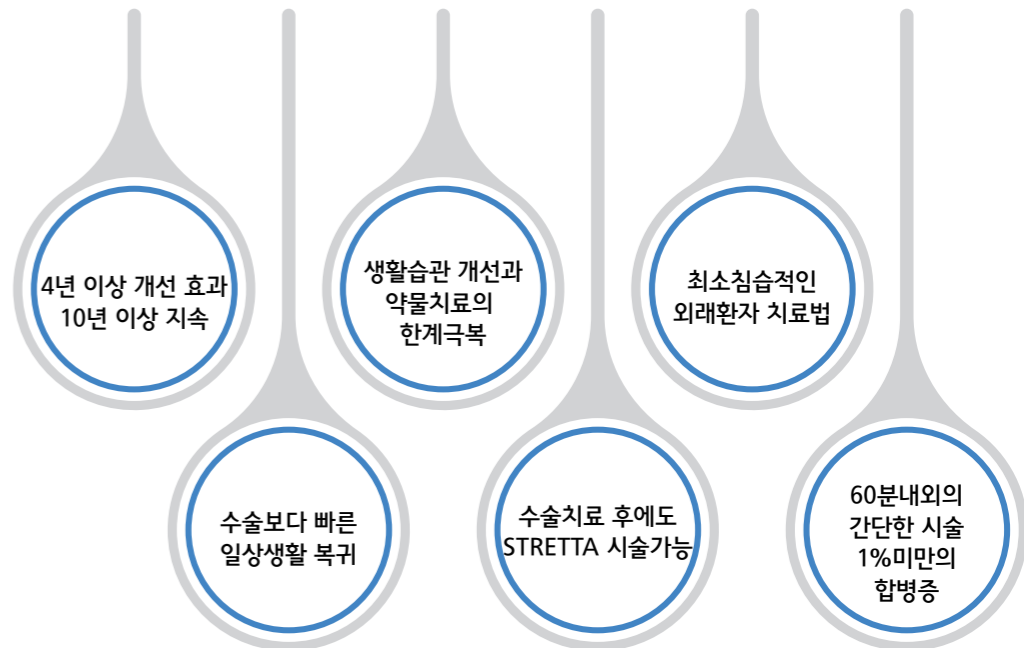 4년 이상 개선 효과
10년 이상 지속
생활습관 개선과
약물치료의
한계극복
최소침습적인
외래환자 치료법
수술보다 빠른
일상생활 복귀
수술치료 후에도
STRETTA 시술가능
60분내외의
간단한 시술
1%미만의
합병증